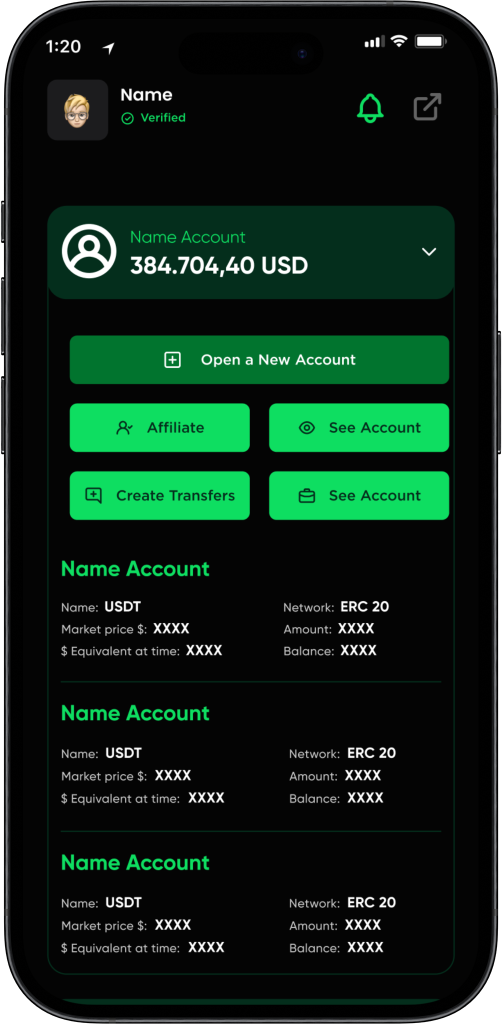 1:20
Name
Verified
Name Account
384.704,40 USD
Open a New Account
Affiliate
See Account
Create Transfers
See Account
Name Account
Name: USDT
Network: ERC 20
Market price $: XXXX
Amount: XXXX
$ Equivalent at time: XXXX
Balance: XXXX
Name Account
Name: USDT
Network: ERC 20
Market price $: XXXX
Amount: XXXX
$ Equivalent at time: XXXX
Balance: XXXX
Name Account
Name: USDT
Network: ERC 20
Market price $: XXXX
Amount: XXXX
$ Equivalent at time: XXXX
Balance: XXXX